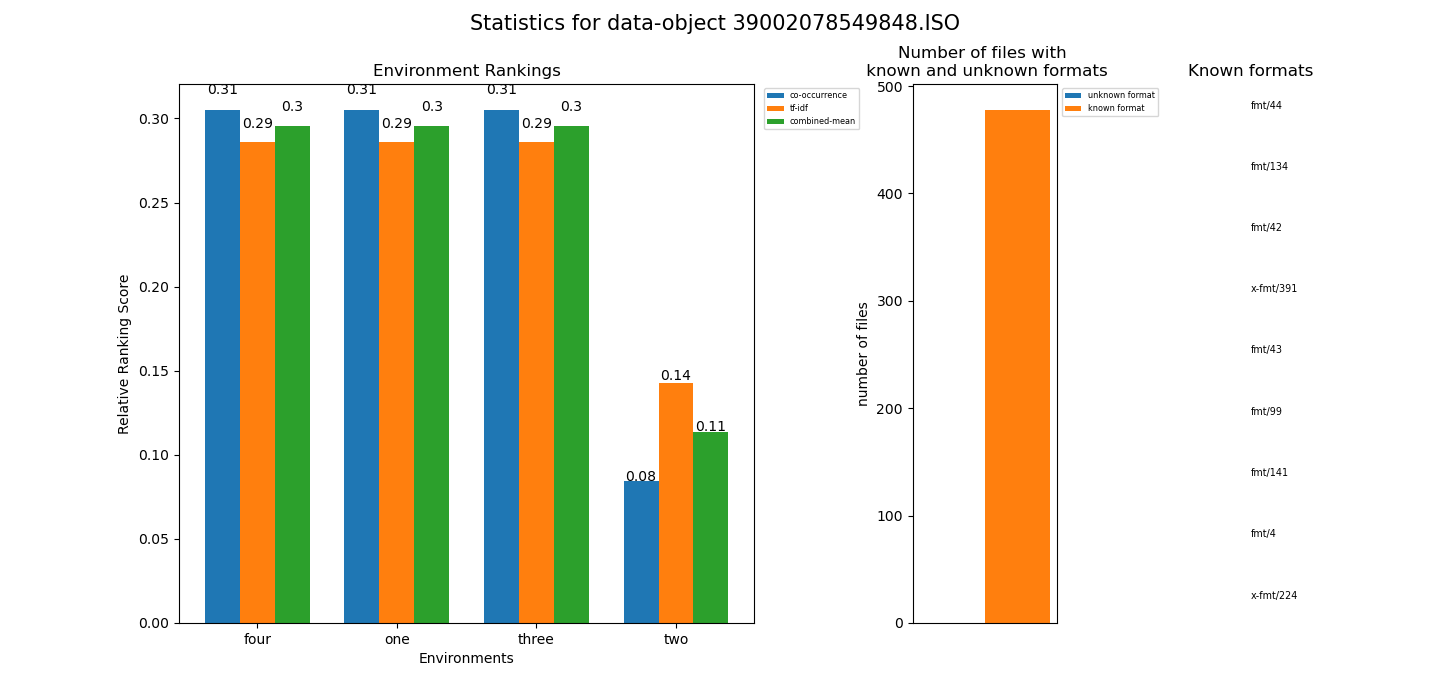 Statistics for data-object 39002078549848.ISO
Environment Rankings
0.31
0.29
0.3
0.31
0.29
0.3
0.31
0.29
0.3
0.08
0.14
0.11
0.30
0.25
0.20
0.15
0.10
0.05
0.00
Relative Ranking Score
four
one
three
two
Environments
co-occurrence
tf-idf
combined-mean
Number of files with
known and unknown formats
500
400
300
200
100
0
number of files
unknown format
known format
Known formats
fmt/44
fmt/134
fmt/42
x-fmt/391
fmt/43
fmt/99
fmt/141
fmt/4
x-fmt/224